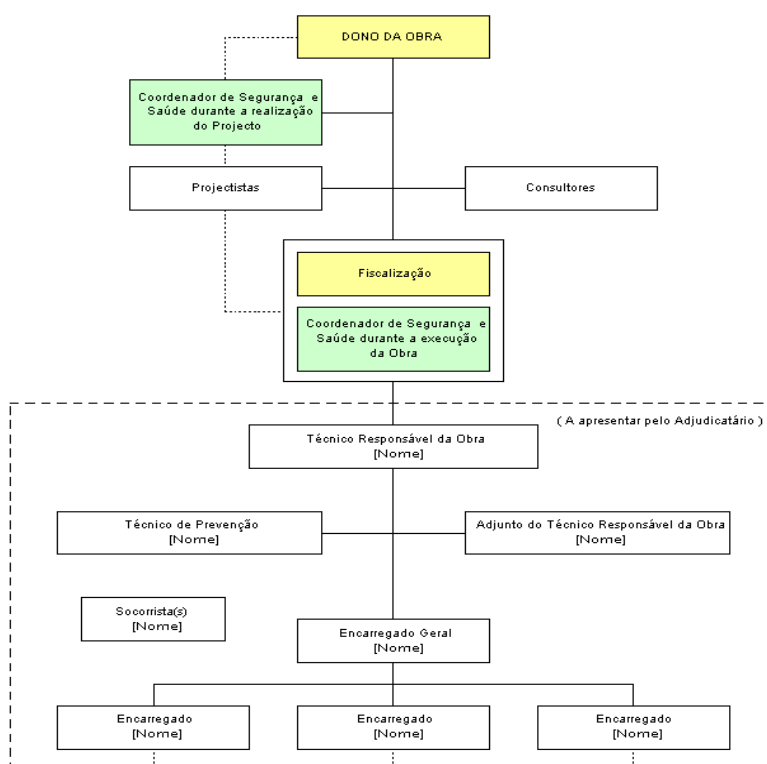 DONO DA OBRA
Coordenador de Segurança e
Saúde durante a realização
do Projecto
Projectistas
Consultores
Fiscalização
Coordenador de Segurança e
Saúde durante a execução
da Obra
( A apresentar pelo Adjudicatário )
Técnico Responsável da Obra
[Nome]
Técnico de Prevenção
[Nome]
Adjunto do Técnico Responsável da Obra
[Nome]
Socorrista(s)
[Nome]
Encarregado Geral
[Nome]
Encarregado
[Nome]
Encarregado
[Nome]
Encarregado
[Nome]